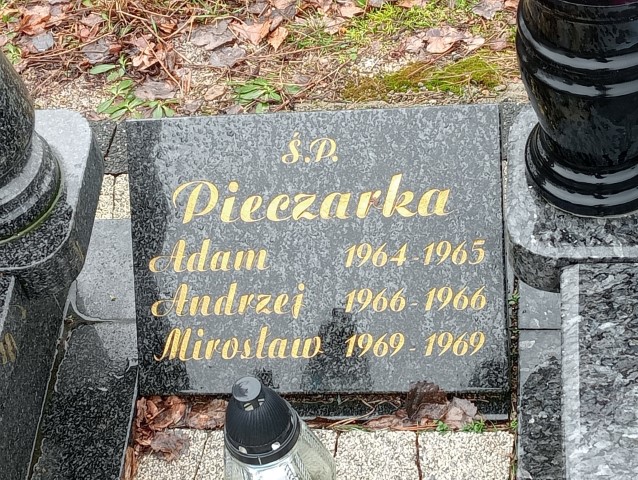 Ś.P.
Pieczarka
Adam 1964-1965
Andrzej 1966-1966
Mirosław 1969-1969